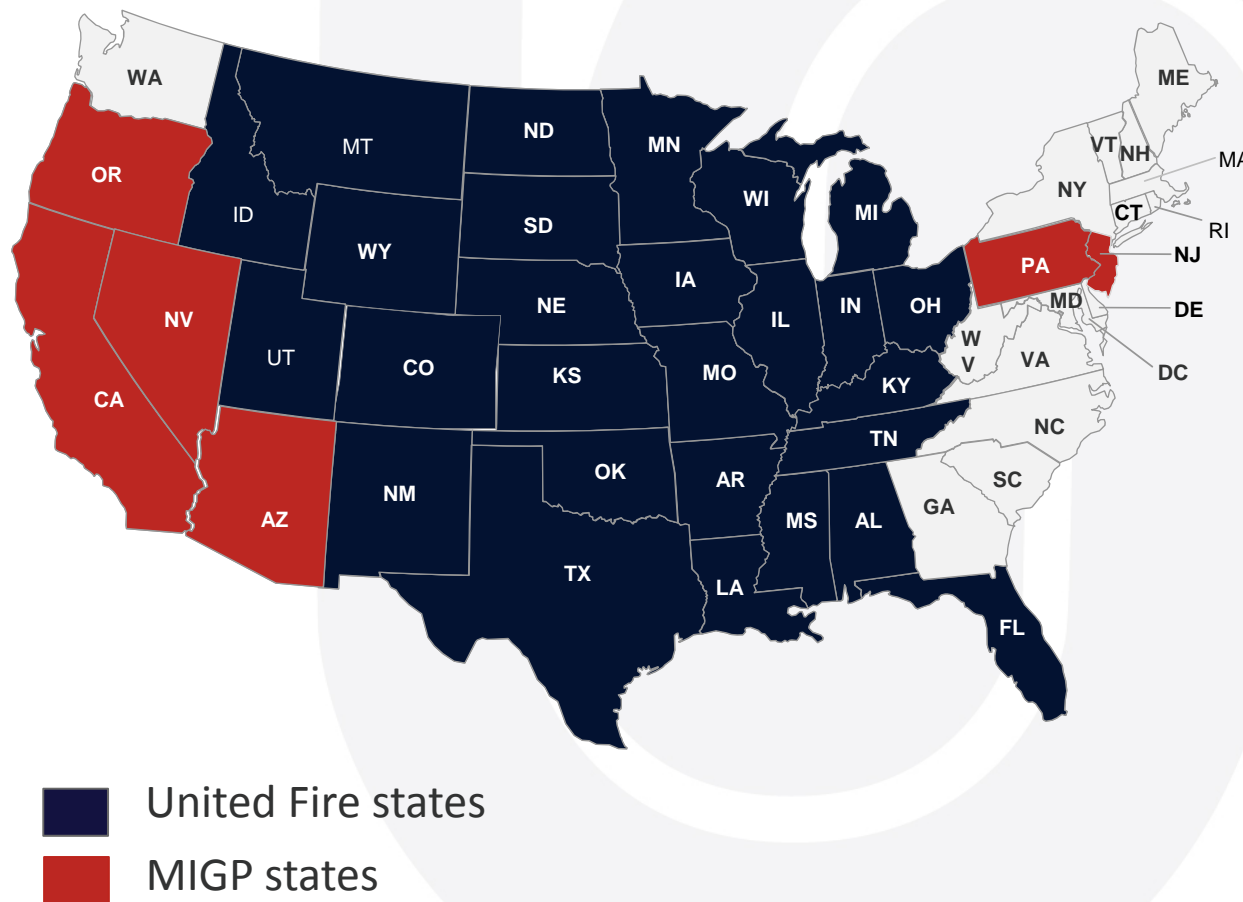 WA
ME
MT
ND
MN
VT
NH
MA
OR
WI
NY
ID
SD
MI
CT
RI
WY
PA
NJ
IA
NE
OH
MD
DE
NV
IL
IN
W
V
UT
CO
VA
KS
MO
DC
KY
CA
NC
TN
OK
AR
SC
NM
GA
AZ
MS
AL
TX
LA
FL
United Fire states
MIGP states